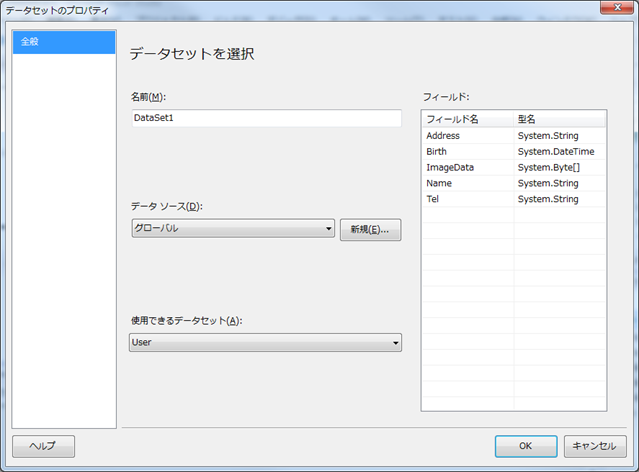 データセットのプロパティ
全般
データセットを選択
名前(M):
DataSet1
データ ソース(D):
グローバル
新規(E)...
使用できるデータセット(A):
User
フィールド:
フィールド名 型名
Address System.String
Birth System.DateTime
ImageData System.Byte[]
Name System.String
Tel System.String
ヘルプ
OK
キャンセル